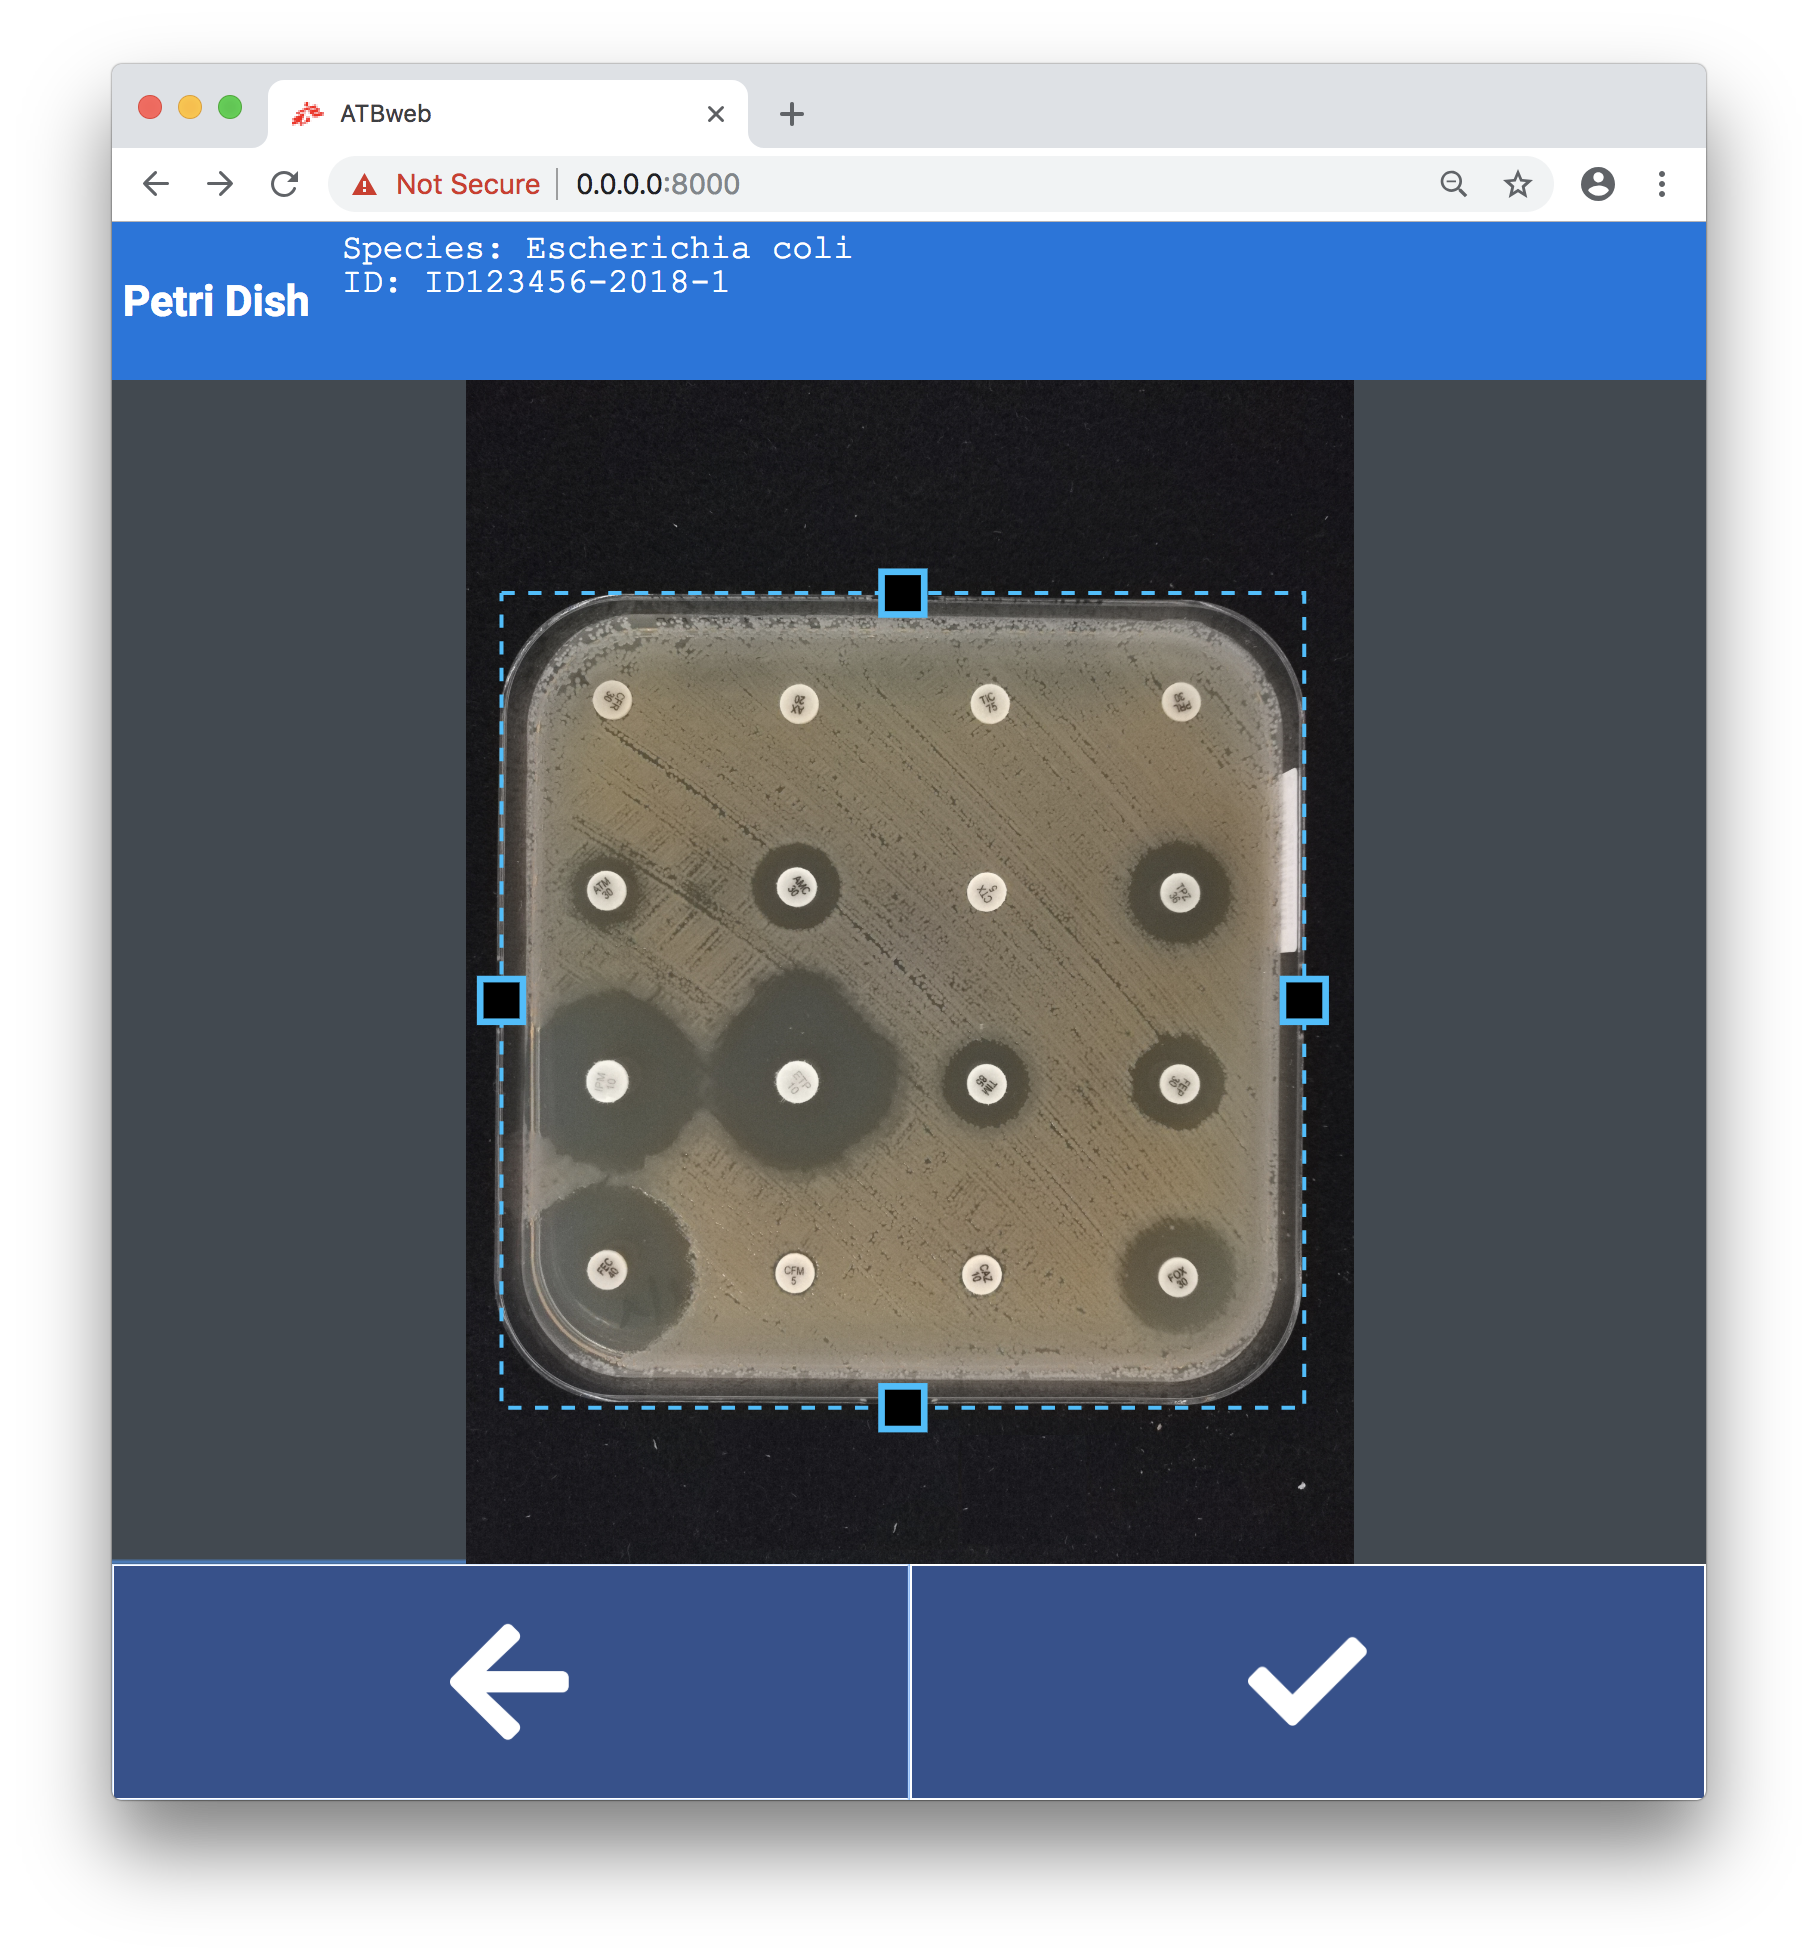 ATBweb
Not Secure
0.0.0.0:8000
Species: Escherichia coli
ID: ID123456-2018-1
Petri Dish
CFR
30
AX
20
TIC
75
PRL
30
ATM
30
AMC
30
CTX
5
TPZ
36
IPM
10
ETP
10
TIM
85
FEP
30
FEC
40
CFM
5
CAZ
10
FOX
30